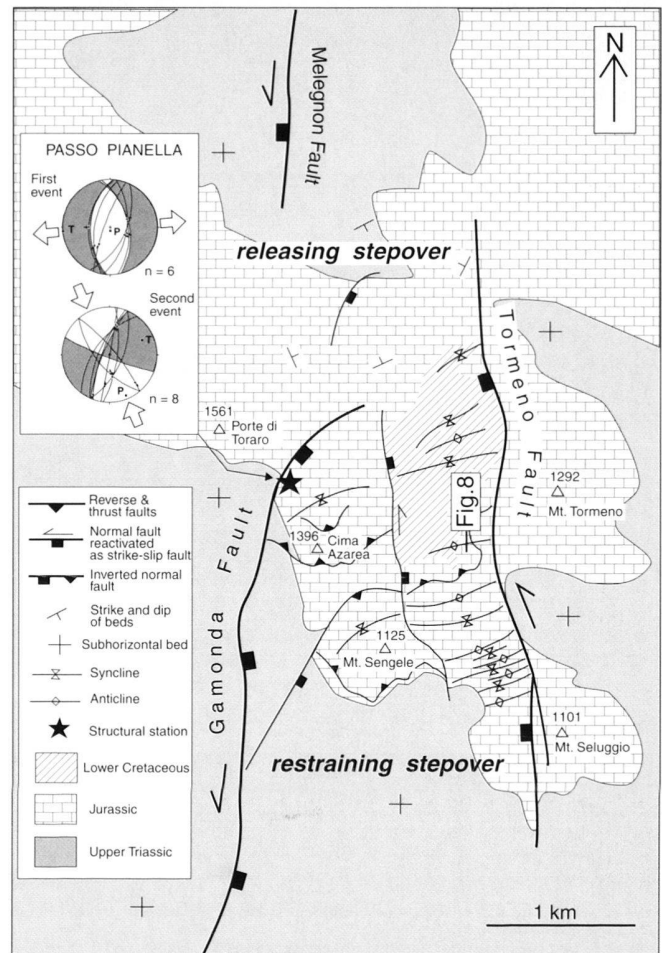 N
Melegnon Fault
PASSO PIANELLA
First
event
T
P
n = 6
Second
event
T
P
n = 8
releasing stepover
Tormeno Fault
1561
Porte di
Toraro
1292
Mt. Tormeno
Fig.8
1396
Cima
Azarea
Gamonda Fault
1125
Mt. Sengele
1101
Mt. Seluggio
restraining stepover
Reverse &
thrust faults
Normal fault
reactivated
as strike-slip fault
Inverted normal
fault
Strike and dip
of beds
Subhorizontal bed
Syncline
Anticline
Structural station
Lower Cretaceous
Jurassic
Upper Triassic
1 km